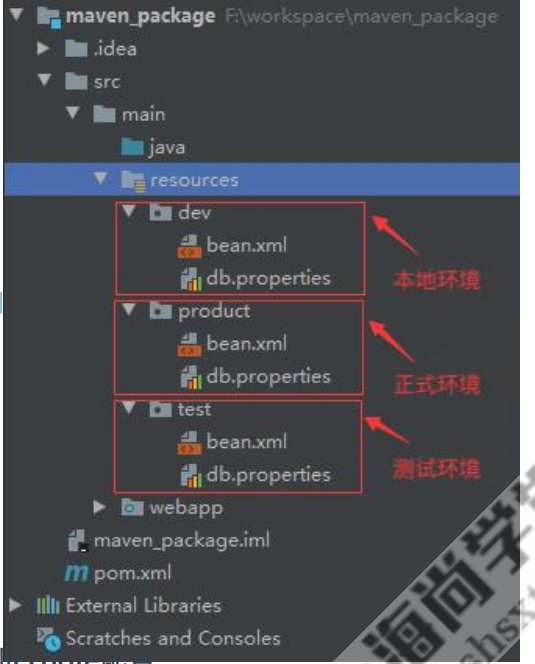 maven_package F:\workspace\maven_package
.idea
src
main
java
resources
dev
bean.xml
db.properties
本地环境
product
bean.xml
db.properties
正式环境
test
bean.xml
db.properties
测试环境
webapp
maven_package.iml
pom.xml
External Libraries
Scratches and Consoles
海尚学